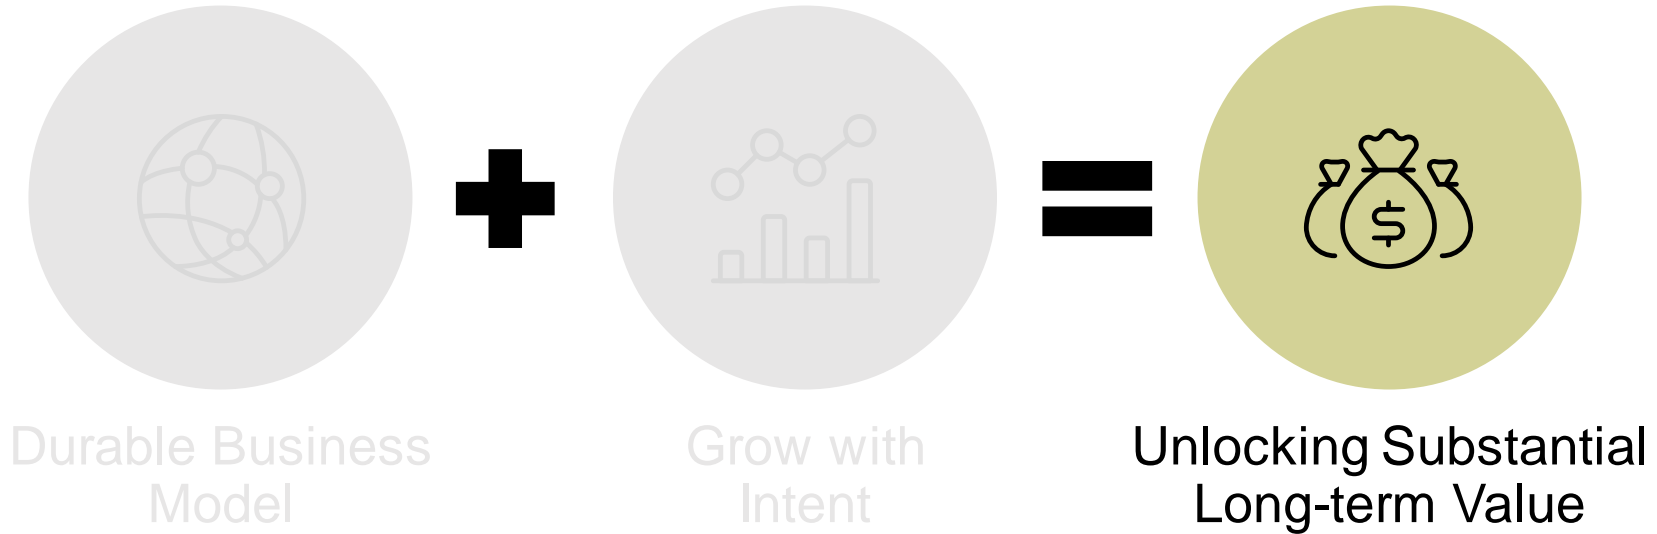 $
Durable Business
Model
Grow with
Intent
Unlocking Substantial
Long-term Value